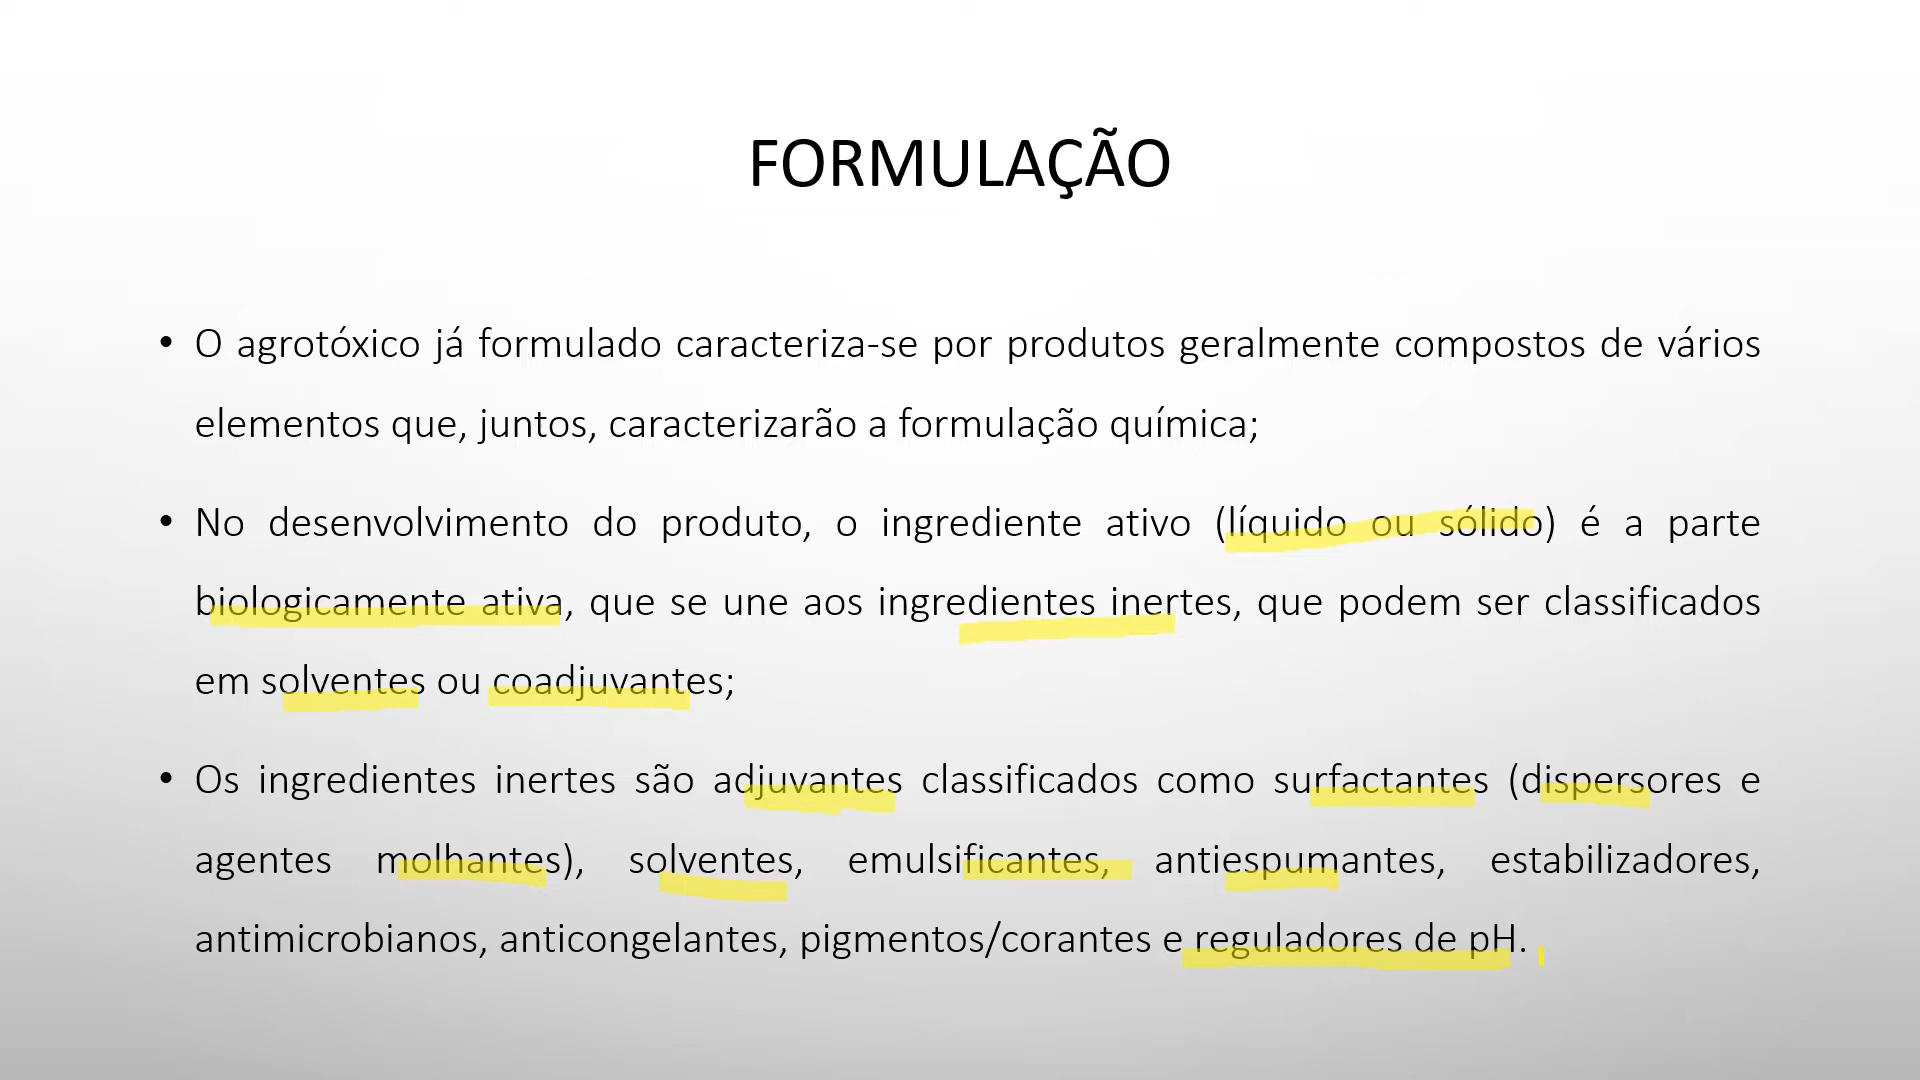 FORMULAÇÃO
• O agrotóxico já formulado caracteriza-se por produtos geralmente compostos de vários
elementos que, juntos, caracterizarão a formulação química;
• No desenvolvimento do produto, o ingrediente ativo (líquido ou sólido) é a parte
biologicamente ativa, que se une aos ingredientes inertes, que podem ser classificados
em solventes ou coadjuvantes;
• Os ingredientes inertes são adjuvantes classificados como surfactantes (dispersores e
agentes molhantes), solventes, emulsificantes, antiespumantes, estabilizadores,
antimicrobianos, anticongelantes, pigmentos/corantes e reguladores de pH.